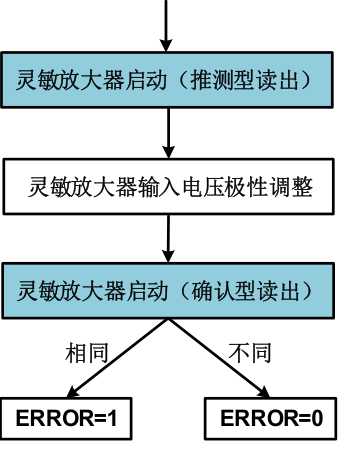 灵敏放大器启动（推测型读出）
灵敏放大器输入电压极性调整
灵敏放大器启动（确认型读出）
相同
不同
ERROR=1
ERROR=0